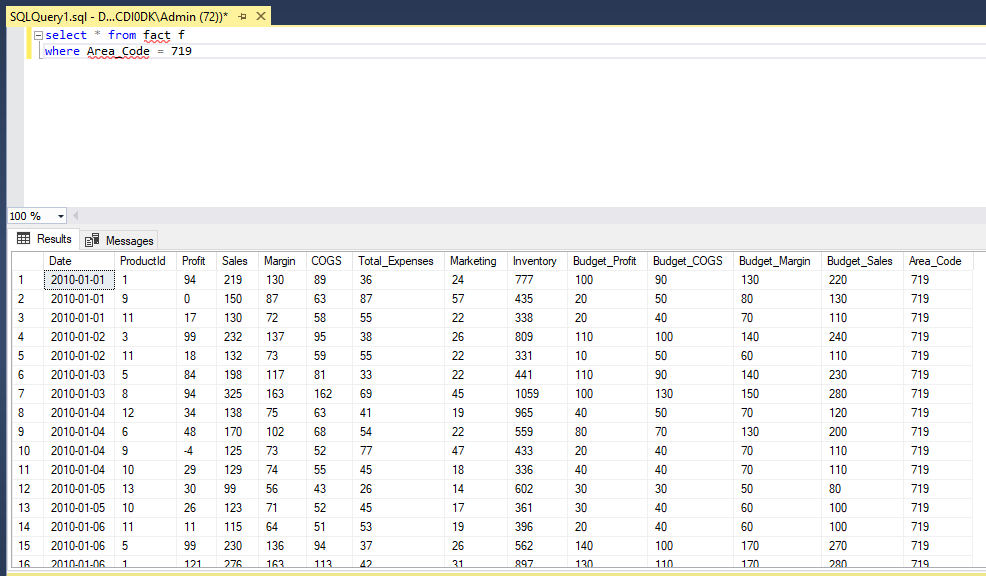 SQLQuery1.sql - D...CDI0DK\Admin (72))*
select * from fact f
where Area_Code = 719
100 %
Results Messages
Date ProductId Profit Sales Margin COGS Total_Expenses Marketing Inventory Budget_Profit Budget_COGS Budget_Margin Budget_Sales Area_Code
1 2010-01-01 1 94 219 130 89 36 24 777 100 90 130 220 719
2 2010-01-01 9 0 150 87 63 87 57 435 20 50 80 130 719
3 2010-01-01 11 17 130 72 58 55 22 338 20 40 70 110 719
4 2010-01-02 3 99 232 137 95 38 26 809 110 100 140 240 719
5 2010-01-02 11 18 132 73 59 55 22 331 10 50 60 110 719
6 2010-01-03 5 84 198 117 81 33 22 441 110 90 140 230 719
7 2010-01-03 8 94 325 163 162 69 45 1059 100 130 150 280 719
8 2010-01-04 12 34 138 75 63 41 19 965 40 50 70 120 719
9 2010-01-04 6 48 170 102 68 54 22 559 80 70 130 200 719
10 2010-01-04 9 -4 125 73 52 77 47 433 20 40 70 110 719
11 2010-01-04 10 29 129 74 55 45 18 336 40 40 70 110 719
12 2010-01-05 13 30 99 56 43 26 14 602 30 30 50 80 719
13 2010-01-05 10 26 123 71 52 45 17 361 30 40 60 100 719
14 2010-01-06 11 11 115 64 51 53 19 396 20 40 60 100 719
15 2010-01-06 5 99 230 136 94 37 26 562 140 100 170 270 719
16 2010-01-06 1 121 276 163 113 42 31 897 130 110 170 280 719